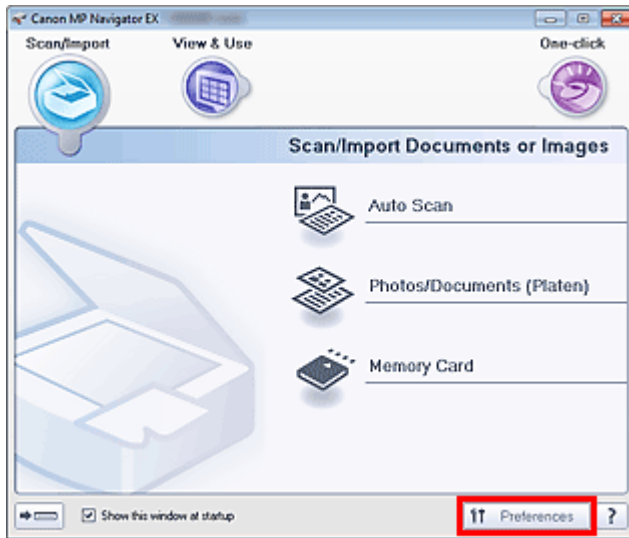 Canon MP Navigator EX
Scan/Import View & Use One-click
Scan/Import Documents or Images
Auto Scan
Photos/Documents (Platen)
Memory Card
Show this window at startup Preferences ?